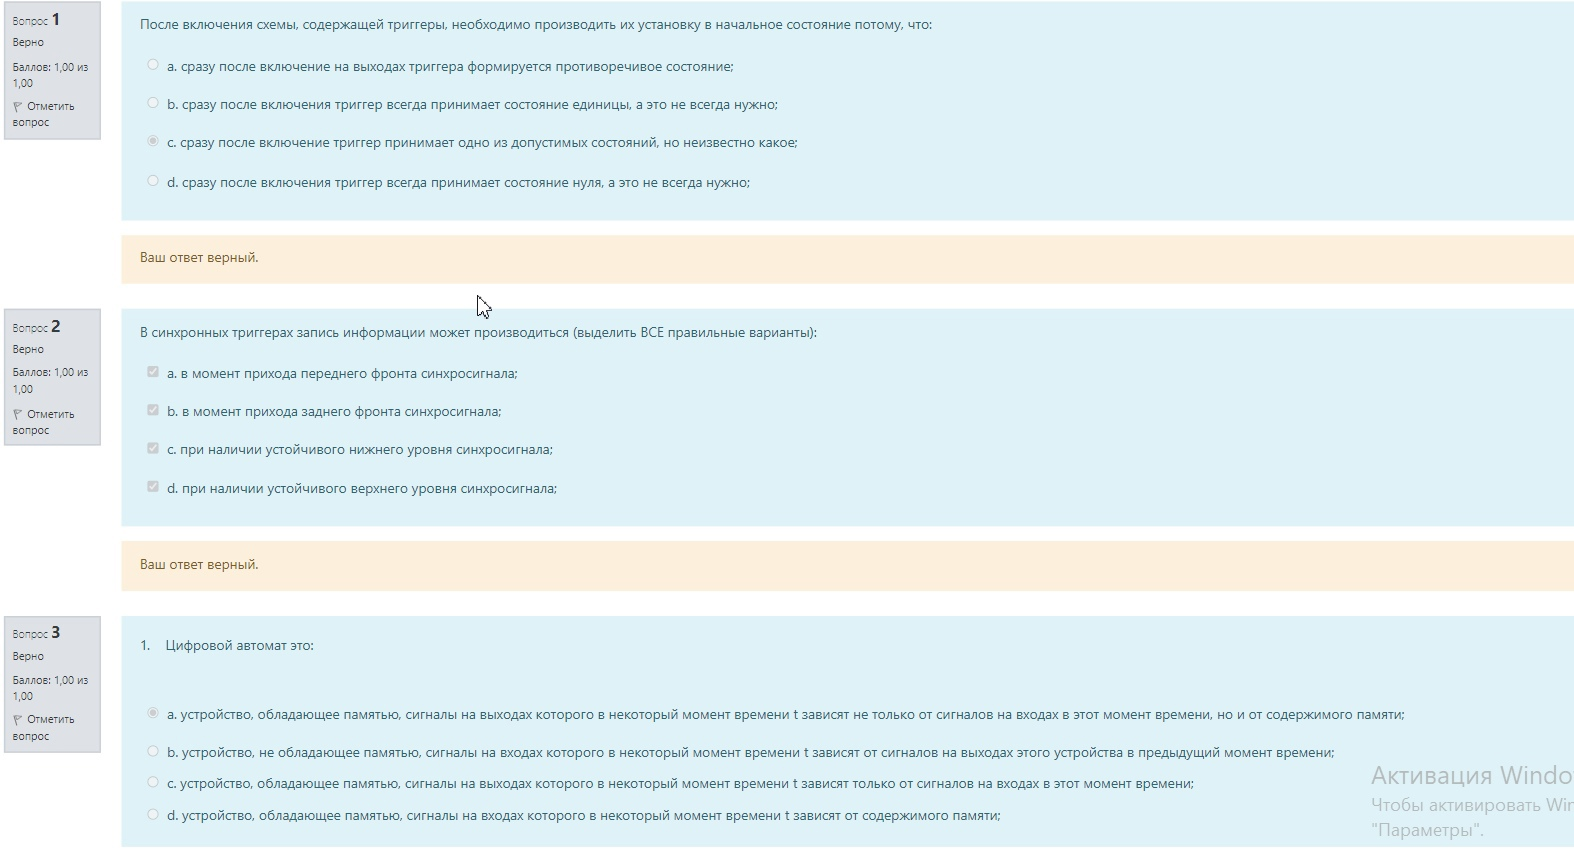 Вопрос 1
Верно
Баллов: 1,00 из
1,00
Отметить
вопрос
После включения схемы, содержащей триггеры, необходимо производить их установку в начальное состояние потому, что:
a. сразу после включение на выходах триггера формируется противоречивое состояние;
b. сразу после включения триггер всегда принимает состояние единицы, а это не всегда нужно;
c. сразу после включение триггер принимает одно из допустимых состояний, но неизвестно какое;
d. сразу после включения триггер всегда принимает состояние нуля, а это не всегда нужно;
Ваш ответ верный.
Вопрос 2
Верно
Баллов: 1,00 из
1,00
Отметить
вопрос
В синхронных триггерах запись информации может производиться (выделить ВСЕ правильные варианты):
a. в момент прихода переднего фронта синхросигнала;
b. в момент прихода заднего фронта синхросигнала;
c. при наличии устойчивого нижнего уровня синхросигнала;
d. при наличии устойчивого верхнего уровня синхросигнала;
Ваш ответ верный.
Вопрос 3
Верно
Баллов: 1,00 из
1,00
Отметить
вопрос
1. Цифровой автомат это:
a. устройство, обладающее памятью, сигналы на выходах которого в некоторый момент времени t зависят не только от сигналов на входах в этот момент времени, но и от содержимого памяти;
b. устройство, не обладающее памятью, сигналы на входах которого в некоторый момент времени t зависят от сигналов на выходах этого устройства в предыдущий момент времени;
c. устройство, обладающее памятью, сигналы на выходах которого в некоторый момент времени t зависят только от сигналов на входах в этот момент времени;
d. устройство, обладающее памятью, сигналы на входах которого в некоторый момент времени t зависят от содержимого памяти;
Активация Windo
Чтобы активировать Win
"Параметры".